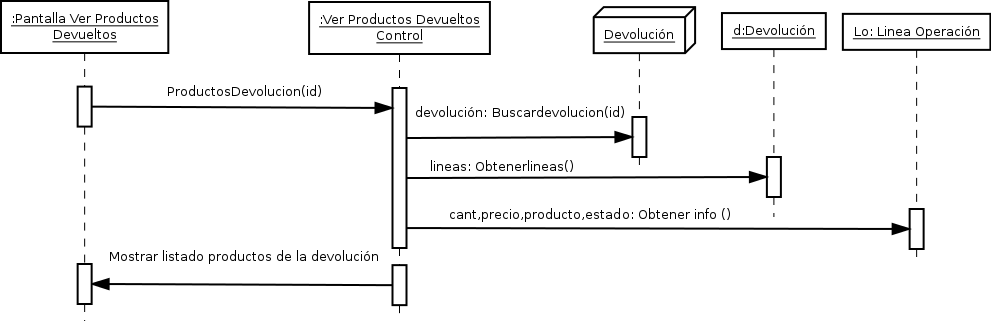 :Pantalla Ver Productos
Devueltos
:Ver Productos Devueltos
Control
Devolución
d:Devolución
Lo: Linea Operación
ProductosDevolucion(id)
devolución: Buscardevolucion(id)
lineas: Obtenerlineas()
cant,precio,producto,estado: Obtener info ()
Mostrar listado productos de la devolución